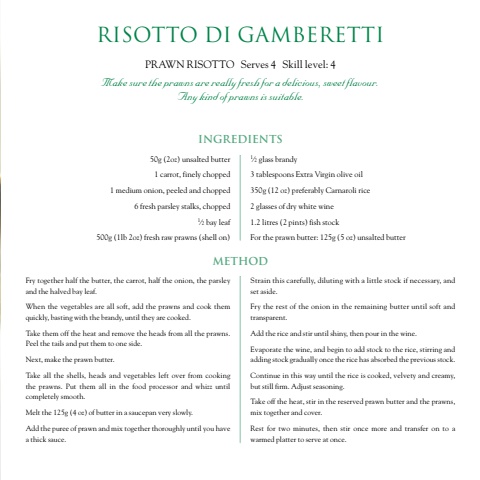 RISOTTO DI GAMBERETTI
PRAWN RISOTTO Serves 4 Skill level: 4
Make sure the prawns are really fresh for a delicious, sweet flavour.
Any kind of prawns is suitable.
INGREDIENTS
50g (2oz) unsalted butter
1 carrot, finely chopped
1 medium onion, peeled and chopped
6 fresh parsley stalks, chopped
½ bay leaf
500g (1lb 2oz) fresh raw prawns (shell on)
½ glass brandy
3 tablespoons Extra Virgin olive oil
350g (12 oz) preferably Carnaroli rice
2 glasses of dry white wine
1.2 litres (2 pints) fish stock
For the prawn butter: 125g (5 oz) unsalted butter
METHOD
Fry together half the butter, the carrot, half the onion, the parsley
and the halved bay leaf.
When the vegetables are all soft, add the prawns and cook them
quickly, basting with the brandy, until they are cooked.
Take them off the heat and remove the heads from all the prawns.
Peel the tails and put them to one side.
Next, make the prawn butter.
Take all the shells, heads and vegetables left over from cooking
the prawns. Put them all in the food processor and whizz until
completely smooth.
Melt the 125g (4 oz) of butter in a saucepan very slowly.
Add the puree of prawn and mix together thoroughly until you have
a thick sauce.
Strain this carefully, diluting with a little stock if necessary, and
set aside.
Fry the rest of the onion in the remaining butter until soft and
transparent.
Add the rice and stir until shiny, then pour in the wine.
Evaporate the wine, and begin to add stock to the rice, stirring and
adding stock gradually once the rice has absorbed the previous stock.
Continue in this way until the rice is cooked, velvety and creamy,
but still firm. Adjust seasoning.
Take off the heat, stir in the reserved prawn butter and the prawns,
mix together and cover.
Rest for two minutes, then stir once more and transfer on to a
warmed platter to serve at once.